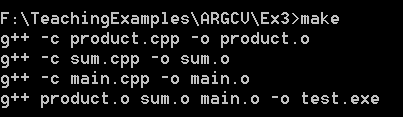 F:\TeachingExamples\ARGCV\Ex3>make
g++ -c product.cpp -o product.o
g++ -c sum.cpp -o sum.o
g++ -c main.cpp -o main.o
g++ product.o sum.o main.o -o test.exe